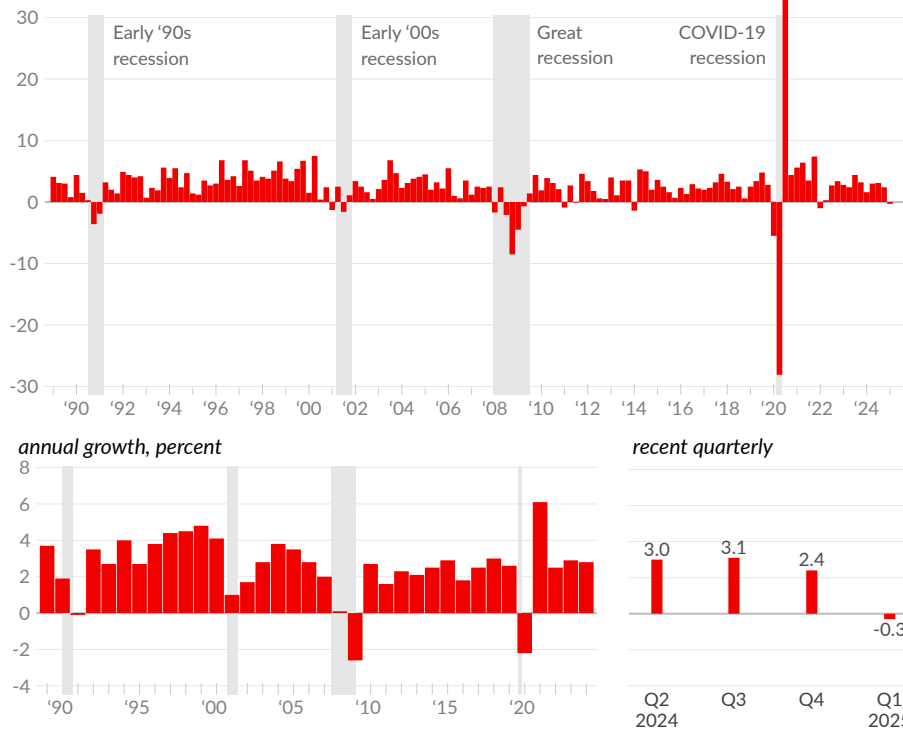 30
Early ‘90s
recession
Early ‘00s
recession
Great
recession
COVID-19
recession
20
10
0
-10
-20
-30
‘90 ‘92 ‘94 ‘96 ‘98 ‘00 ‘02 ‘04 ‘06 ‘08 ‘10 ‘12 ‘14 ‘16 ‘18 ‘20 ‘22 ‘24
annual growth, percent
8
6
4
2
0
-2
-4
‘90 ‘95 ‘00 ‘05 ‘10 ‘20
recent quarterly
3.0 3.1 2.4 -0.3
Q2 Q3 Q4 Q1
2024 2025